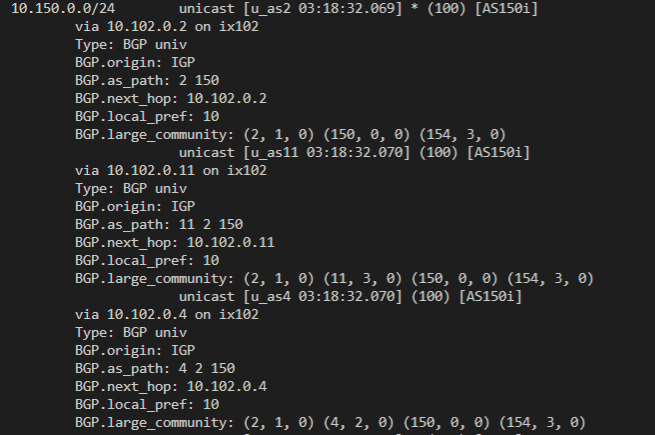 10.150.0.0/24 unicast [u_as2 03:18:32.069] * (100) [AS150i]
via 10.102.0.2 on ix102
Type: BGP univ
BGP.origin: IGP
BGP.as_path: 2 150
BGP.next_hop: 10.102.0.2
BGP.local_pref: 10
BGP.large_community: (2, 1, 0) (150, 0, 0) (154, 3, 0)
unicast [u_as11 03:18:32.070] (100) [AS150i]
via 10.102.0.11 on ix102
Type: BGP univ
BGP.origin: IGP
BGP.as_path: 11 2 150
BGP.next_hop: 10.102.0.11
BGP.local_pref: 10
BGP.large_community: (2, 1, 0) (11, 3, 0) (150, 0, 0) (154, 3, 0)
unicast [u_as4 03:18:32.070] (100) [AS150i]
via 10.102.0.4 on ix102
Type: BGP univ
BGP.origin: IGP
BGP.as_path: 4 2 150
BGP.next_hop: 10.102.0.4
BGP.local_pref: 10
BGP.large_community: (2, 1, 0) (4, 2, 0) (150, 0, 0) (154, 3, 0)